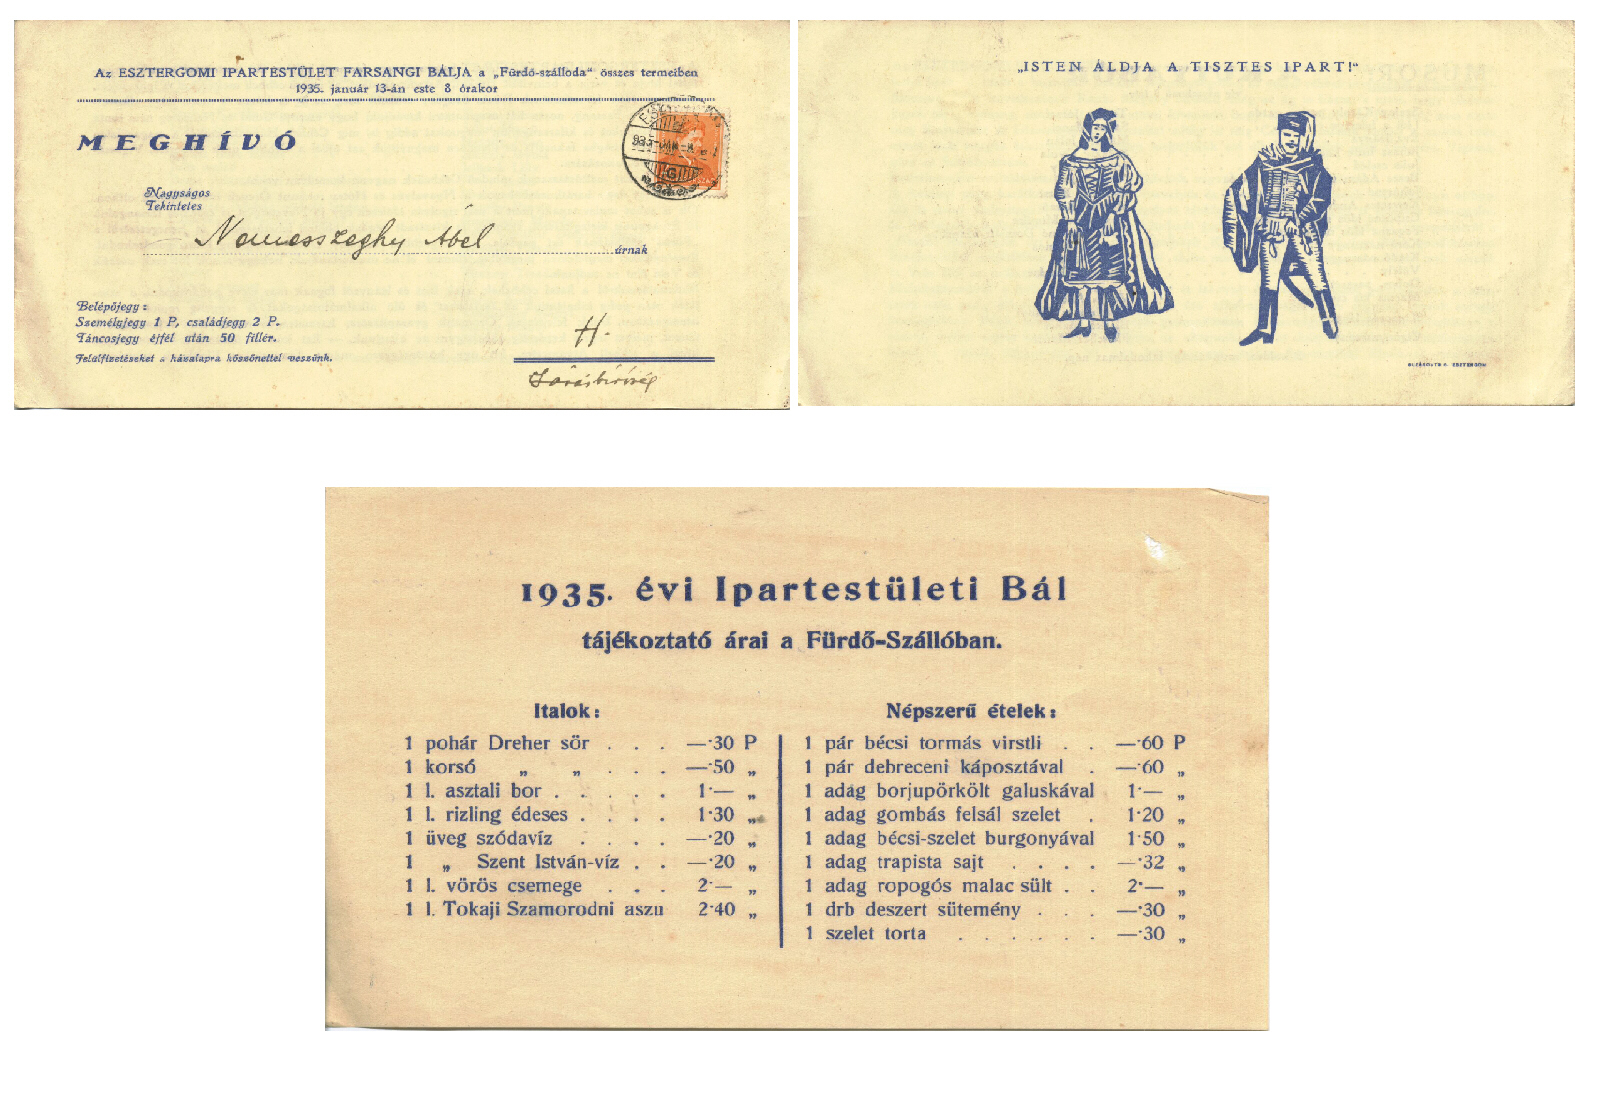 Az ESZTERGOMI IPARTESTÜLET FARSANGI BÁLJA a „Fürdő-szálloda“ összes termeiben
1935. január 13-án este 8 órakor
MEGHÍVÓ
Nagyságos
Tekintetes
Nemesszeghy Ábel
úrnak
Belépőjegy:
Személyjegy 1 P, családjegy 2 P.
Táncosjegy éjfél után 50 fillér.
Felülfizetéseket a házalapra köszönettel veszünk.
H.
„ISTEN ÁLDJA A TISZTES IPART!“
1935. évi Ipartestületi Bál
tájékoztató árai a Fürdő-Szállóban.
Italok:
1 pohár Dreher sör . . . —·30 P
1 korsó „ „ . . . —·50 „
1 l. asztali bor . . . . . 1·— „
1 l. rizling édeses . . . . 1·30 „
1 üveg szódavíz . . . . —·20 „
1 „ Szent István-víz . . —·20 „
1 l. vörös csemege . . . 2·— „
1 l. Tokaji Szamorodni aszu 2·40 „
Népszerű ételek:
1 pár bécsi tormás virstli . . —·60 P
1 pár debreceni káposztával . —·60 „
1 adag borjupörkölt galuskával 1·— „
1 adag gombás felsál szelet . 1·20 „
1 adag bécsi-szelet burgonyával 1·50 „
1 adag trapista sajt . . . . —·32 „
1 adag ropogós malac sült . . 2·— „
1 drb deszert sütemény . . . —·30 „
1 szelet torta . . . . . . —·30 „